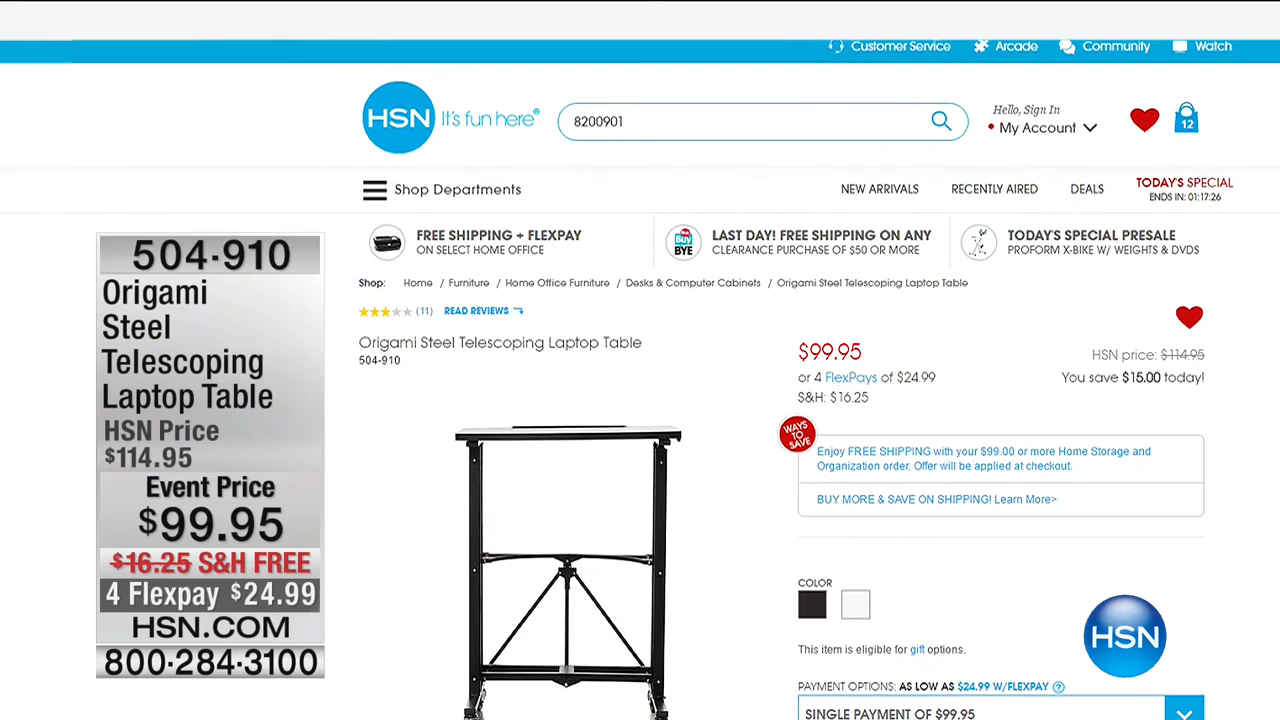 Customer Service Arcade Community Watch
HSN It's fun here®
8200901
Hello, Sign In
My Account
12
Shop Departments
NEW ARRIVALS RECENTLY AIRED DEALS
TODAY'S SPECIAL
ENDS IN: 01:17:26
FREE SHIPPING + FLEXPAY
ON SELECT HOME OFFICE
Buy
BYE
LAST DAY! FREE SHIPPING ON ANY
CLEARANCE PURCHASE OF $50 OR MORE
TODAY'S SPECIAL PRESALE
PROFORM X-BIKE W/ WEIGHTS & DVDS
504-910
Origami
Steel
Telescoping
Laptop Table
HSN Price
$114.95
Event Price
$99.95
$16.25 S&H FREE
4 Flexpay $24.99
HSN.COM
800-284-3100
Shop: Home / Furniture / Home Office Furniture / Desks & Computer Cabinets / Origami Steel Telescoping Laptop Table
(11) READ REVIEWS
Origami Steel Telescoping Laptop Table
504-910
$99.95
HSN price: $114.95
or 4 FlexPays of $24.99
You save $15.00 today!
S&H: $16.25
WAYS
TO
SAVE
Enjoy FREE SHIPPING with your $99.00 or more Home Storage and
Organization order. Offer will be applied at checkout.
BUY MORE & SAVE ON SHIPPING! Learn More>
COLOR
This item is eligible for gift options.
HSN
PAYMENT OPTIONS: AS LOW AS $24.99 W/FLEXPAY ?
SINGLE PAYMENT OF $99.95